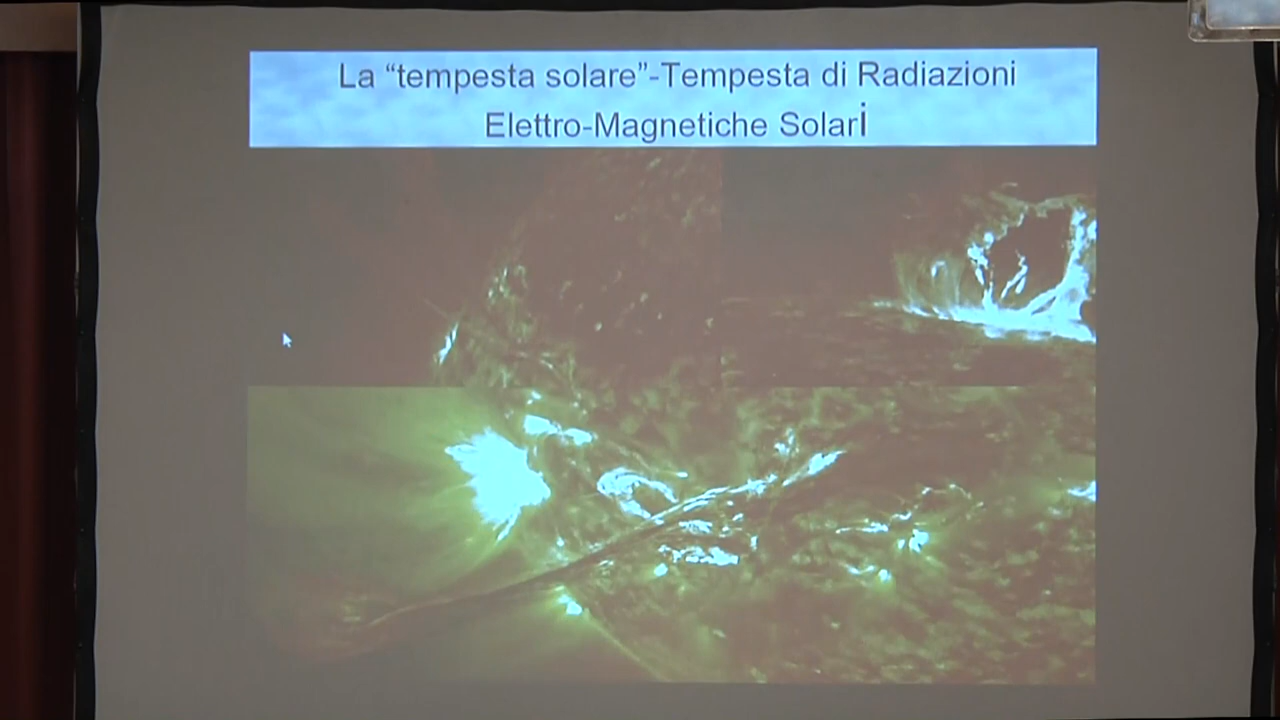 La “tempesta solare”-Tempesta di Radiazioni
Elettro-Magnetiche Solari